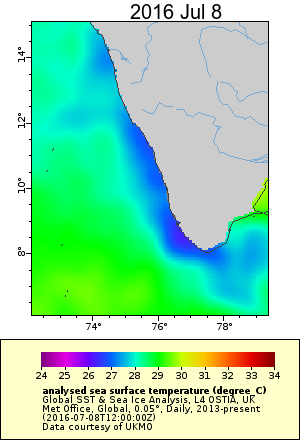 2016 Jul 8
14°
12°
10°
8°
74° 76° 78°
24 25 26 27 28 29 30 31 32 33 34
analysed sea surface temperature (degree_C)
Global SST & Sea Ice Analysis, L4 OSTIA, UK
Met Office, Global, 0.05°, Daily, 2013-present
(2016-07-08T12:00:00Z)
Data courtesy of UKMO